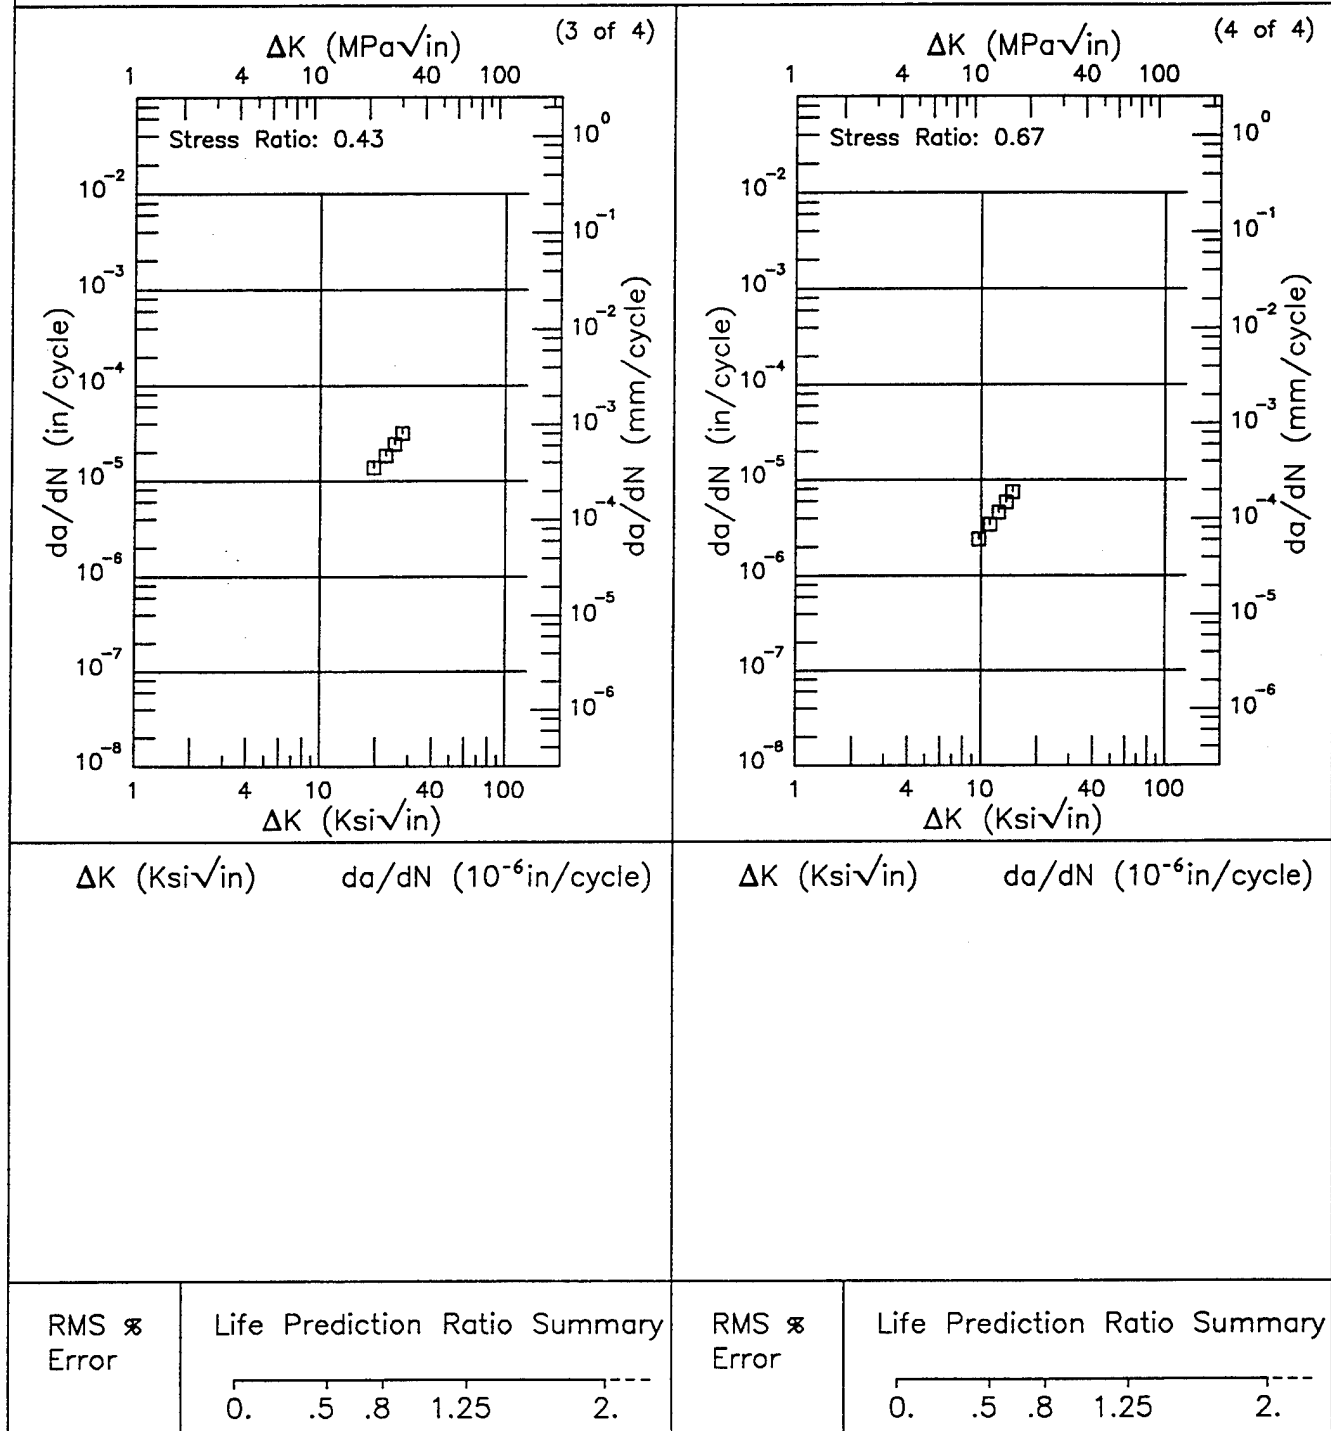 (3 of 4)
ΔK (MPa√in)
1 4 10 40 100
Stress Ratio: 0.43
10⁻²
10⁻³
10⁻⁴
10⁻⁵
10⁻⁶
10⁻⁷
10⁻⁸
da/dN (in/cycle)
10⁰
10⁻¹
10⁻²
10⁻³
10⁻⁴
10⁻⁵
10⁻⁶
da/dN (mm/cycle)
1 4 10 40 100
ΔK (Ksi√in)
(4 of 4)
ΔK (MPa√in)
1 4 10 40 100
Stress Ratio: 0.67
10⁻²
10⁻³
10⁻⁴
10⁻⁵
10⁻⁶
10⁻⁷
10⁻⁸
da/dN (in/cycle)
10⁰
10⁻¹
10⁻²
10⁻³
10⁻⁴
10⁻⁵
10⁻⁶
da/dN (mm/cycle)
1 4 10 40 100
ΔK (Ksi√in)
ΔK (Ksi√in) da/dN (10⁻⁶in/cycle)
ΔK (Ksi√in) da/dN (10⁻⁶in/cycle)
RMS %
Error
Life Prediction Ratio Summary
0. .5 .8 1.25 2.
RMS %
Error
Life Prediction Ratio Summary
0. .5 .8 1.25 2.